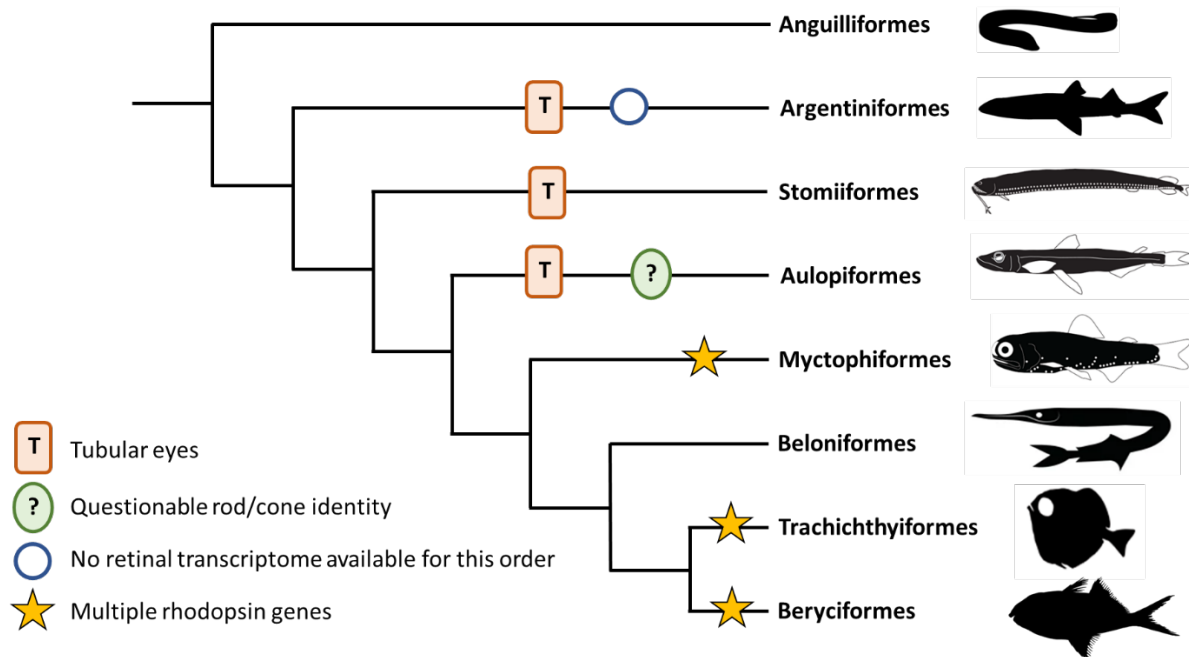 Anguilliformes
T
Argentiniformes
T
Stomiiformes
T
?
Aulopiformes
Myctophiformes
Beloniformes
Trachichthyiformes
Beryciformes
T
Tubular eyes
?
Questionable rod/cone identity
No retinal transcriptome available for this order
Multiple rhodopsin genes